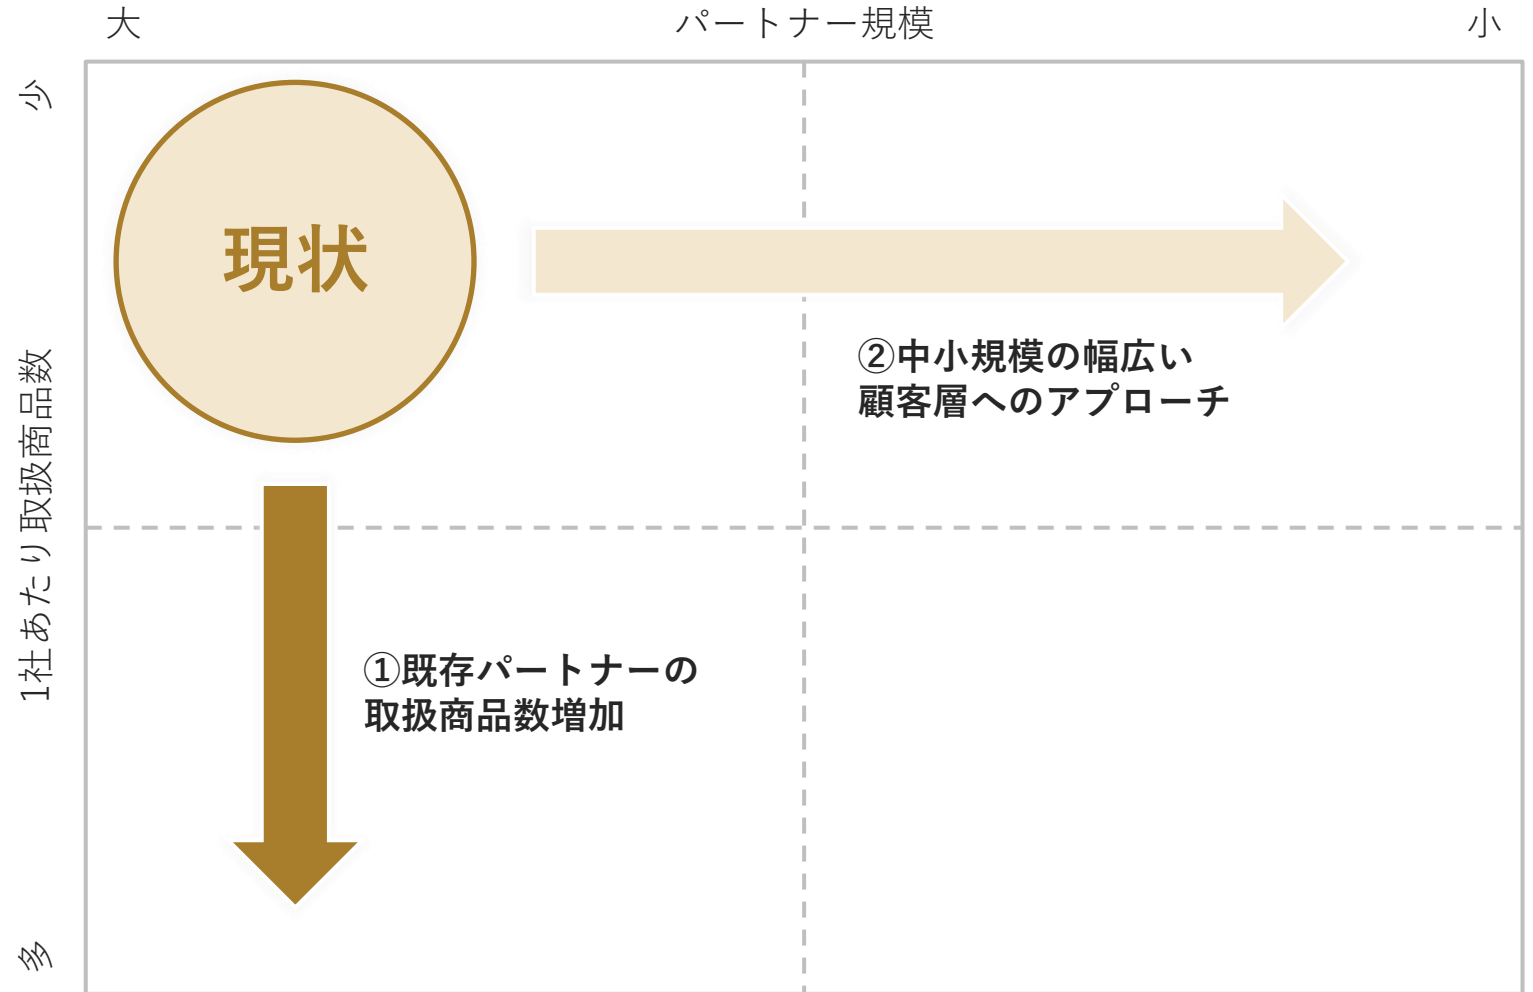 大
パートナー規模
小
少
1社あたり取扱商品数
多
現状
②中小規模の幅広い
顧客層へのアプローチ
①既存パートナーの
取扱商品数増加